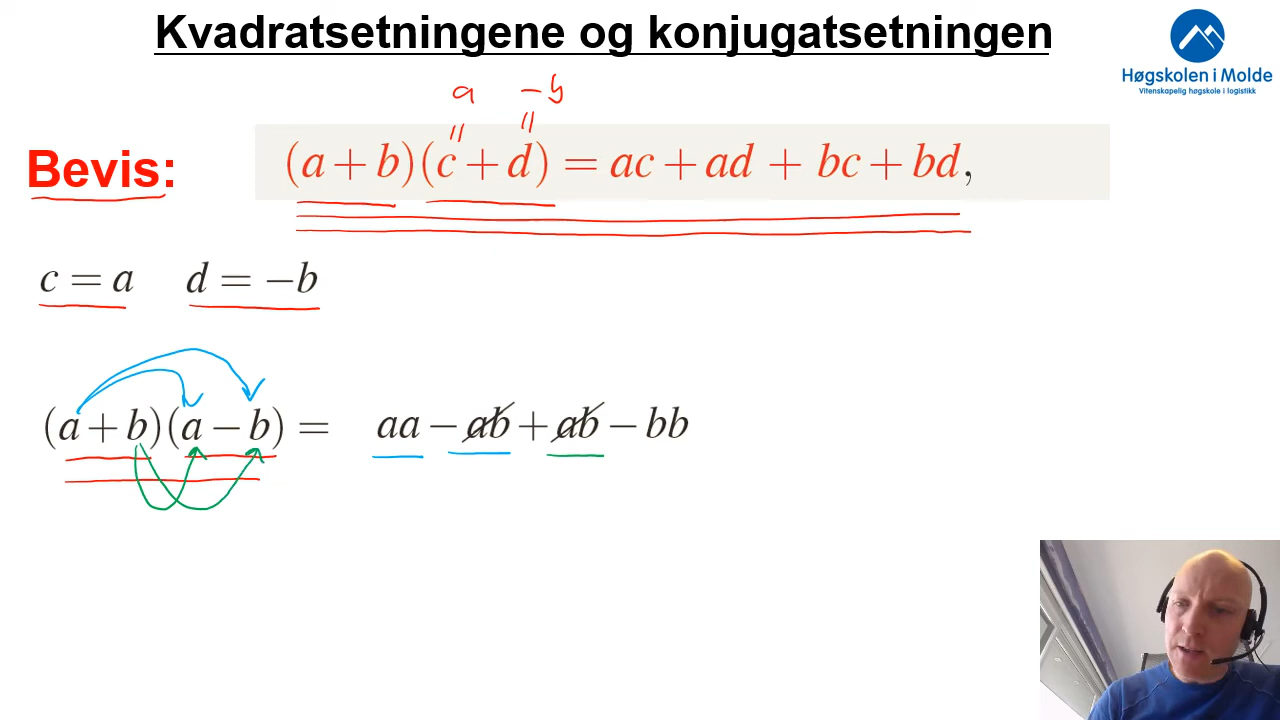 Kvadratsetningene og konjugatsetningen
Høgskolen i Molde
Vitenskapelig høgskole i logistikk
a −b
= =
Bevis: (a + b)(c + d) = ac + ad + bc + bd,
c = a d = −b
(a + b)(a − b) = aa − ab + ab − bb